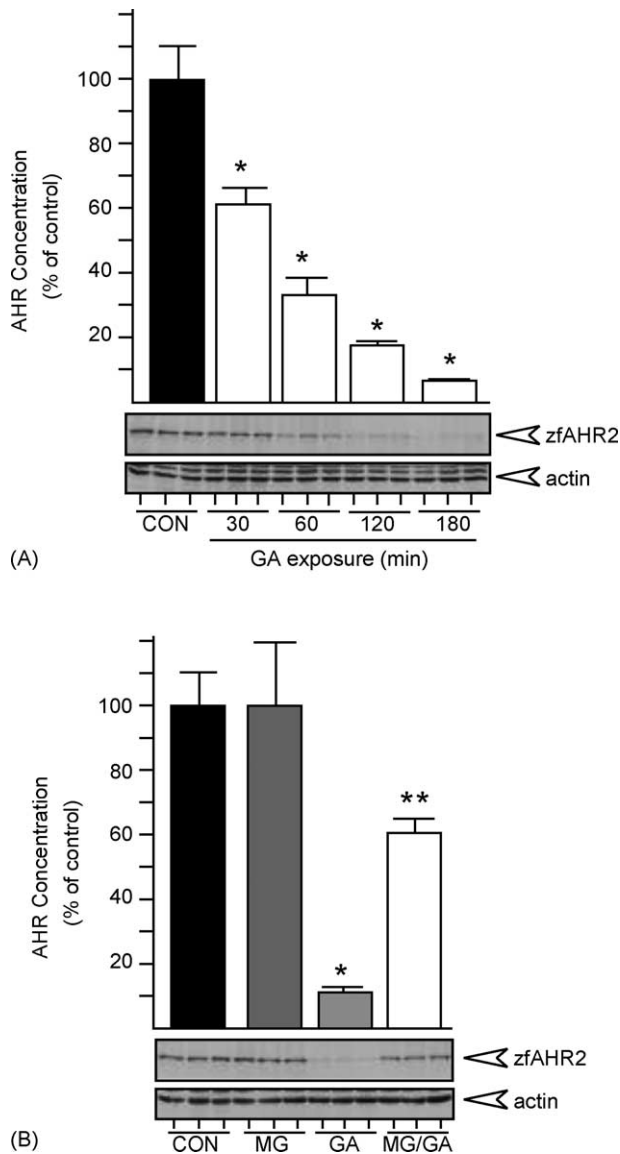 100
80
60
40
20
AHR Concentration
(% of control)
*
*
*
*
zfAHR2
actin
CON 30 60 120 180
GA exposure (min)
(A)
100
80
60
40
20
AHR Concentration
(% of control)
*
**
zfAHR2
actin
CON MG GA MG/GA
(B)